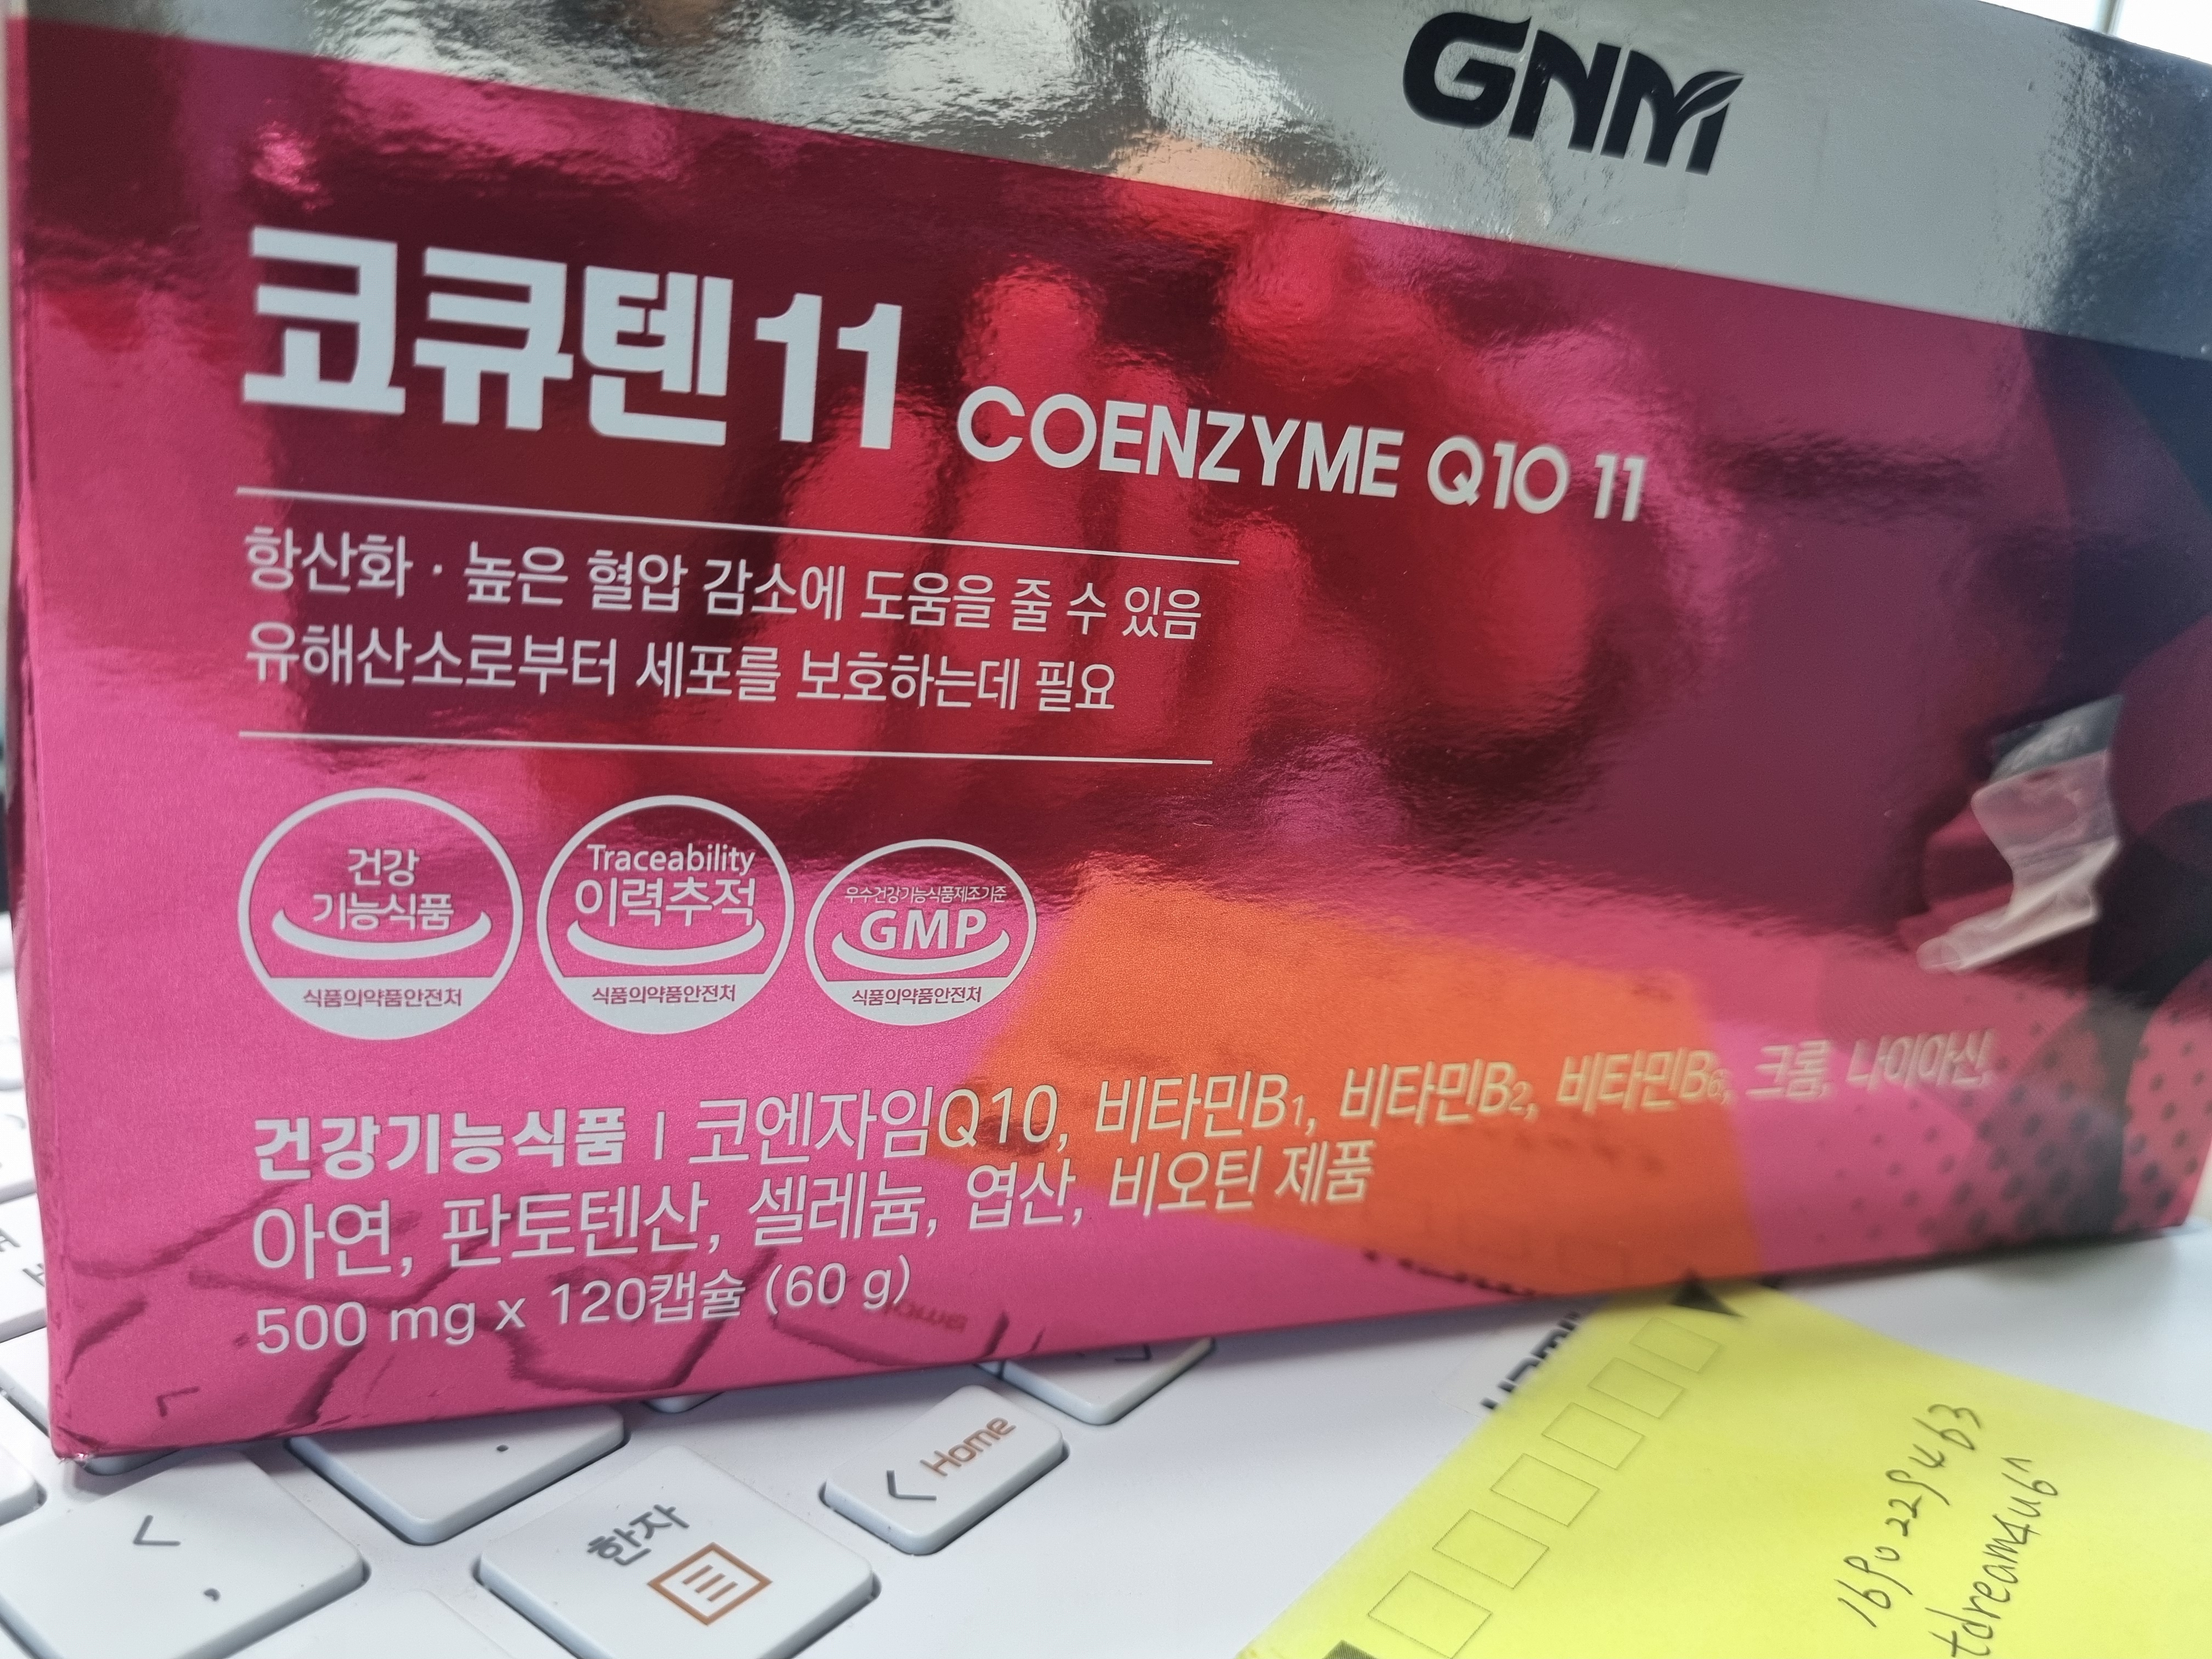 GNM
코큐텐11 COENZYME Q10 11
항산화 · 높은 혈압 감소에 도움을 줄 수 있음
유해산소로부터 세포를 보호하는데 필요
건강
기능식품
식품의약품안전처
Traceability
이력추적
식품의약품안전처
우수건강기능식품제조기준
GMP
식품의약품안전처
건강기능식품 | 코엔자임Q10, 비타민B₁, 비타민B₂, 비타민B₆, 크롬, 나이아신,
아연, 판토텐산, 셀레늄, 엽산, 비오틴 제품
500 mg x 120캡슐 (60 g)
< Home
한자
<
,
.